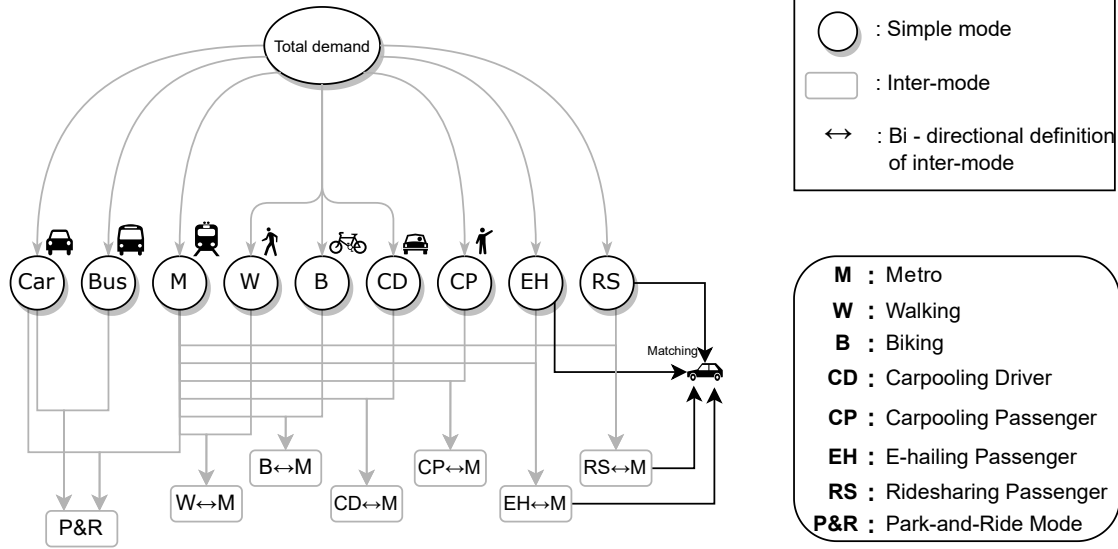 Total demand
: Simple mode
: Inter-mode
↔ : Bi - directional definition
of inter-mode
Car
Bus
M
W
B
CD
CP
EH
RS
Matching
B↔M
CP↔M
RS↔M
W↔M
CD↔M
EH↔M
P&R
M : Metro
W : Walking
B : Biking
CD : Carpooling Driver
CP : Carpooling Passenger
EH : E-hailing Passenger
RS : Ridesharing Passenger
P&R : Park-and-Ride Mode